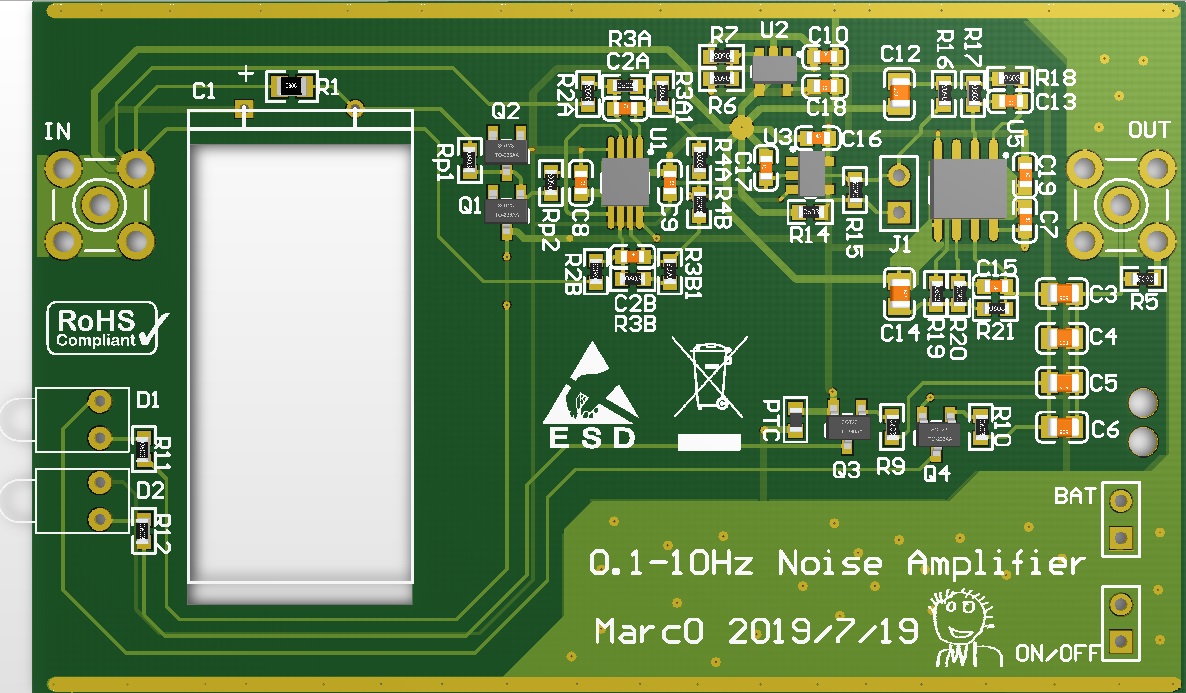 U2
R7
C10
R3A
C2A
C12
R16
R17
R18
C13
C1
R1
R2A
R3A1
R6
C18
Q2
IN
U1
U3
C16
U5
OUT
Rp1
R4A
C17
C19
Q1
RP2
C8
C9
R4B
R14
R15
J1
C7
R2B
R3B1
C15
C2B
R3B
C14
R19
R20
R21
C3
R5
RoHS
Compliant
C4
C5
D1
PTC
ESD
R10
C6
R11
Q3
R9
Q4
D2
BAT
R12
0.1-10Hz Noise Amplifier
MarcO 2019/7/19
ON/OFF